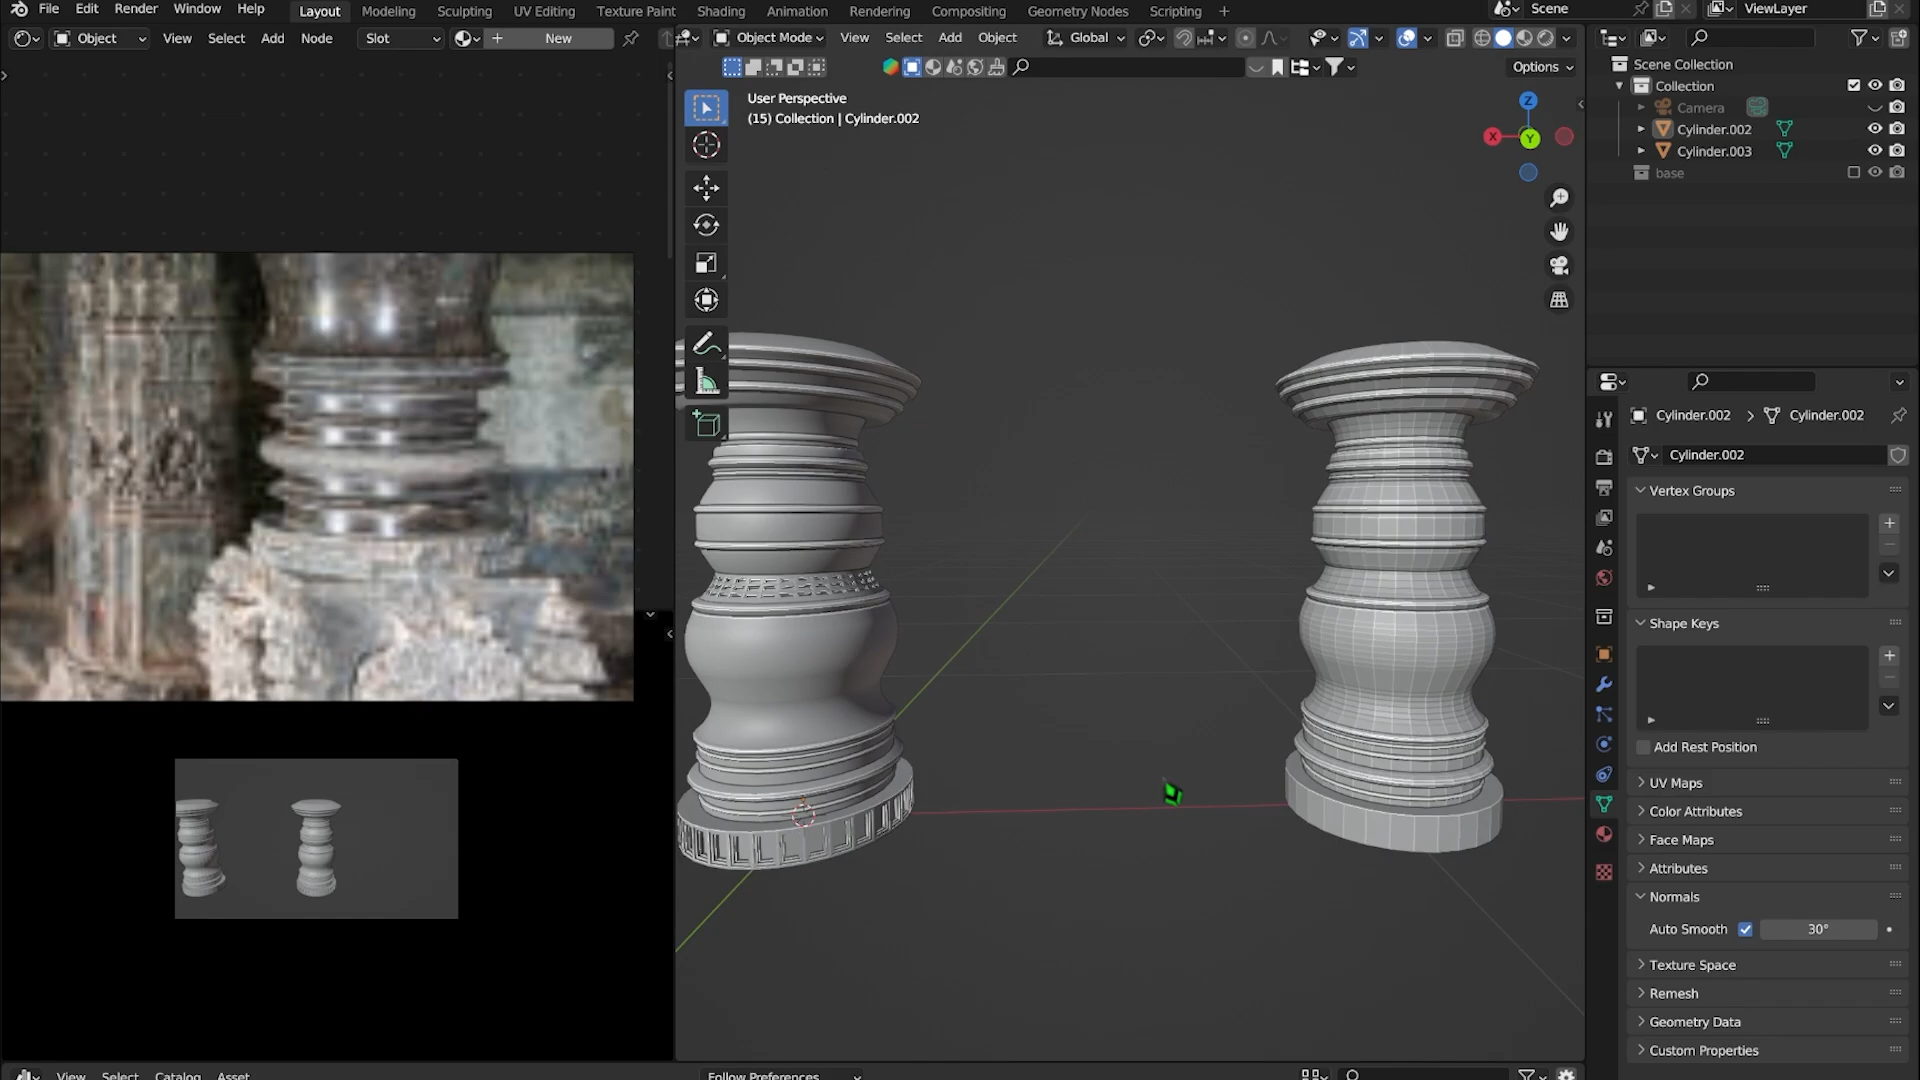 File Edit Render Window Help Layout Modeling Sculpting UV Editing Texture Paint Shading Animation Rendering Compositing Geometry Nodes Scripting + Scene ViewLayer
Object View Select Add Node Slot New Object Mode View Select Add Object Global
Options
Scene Collection
Collection
Camera
Cylinder.002
Cylinder.003
base
User Perspective
(15) Collection | Cylinder.002
Z
X
Y
Cylinder.002 Cylinder.002
Cylinder.002
Vertex Groups
Shape Keys
Add Rest Position
UV Maps
Color Attributes
Face Maps
Attributes
Normals
Auto Smooth 30°
Texture Space
Remesh
Geometry Data
Custom Properties
View Select Catalog Asset Follow Preferences